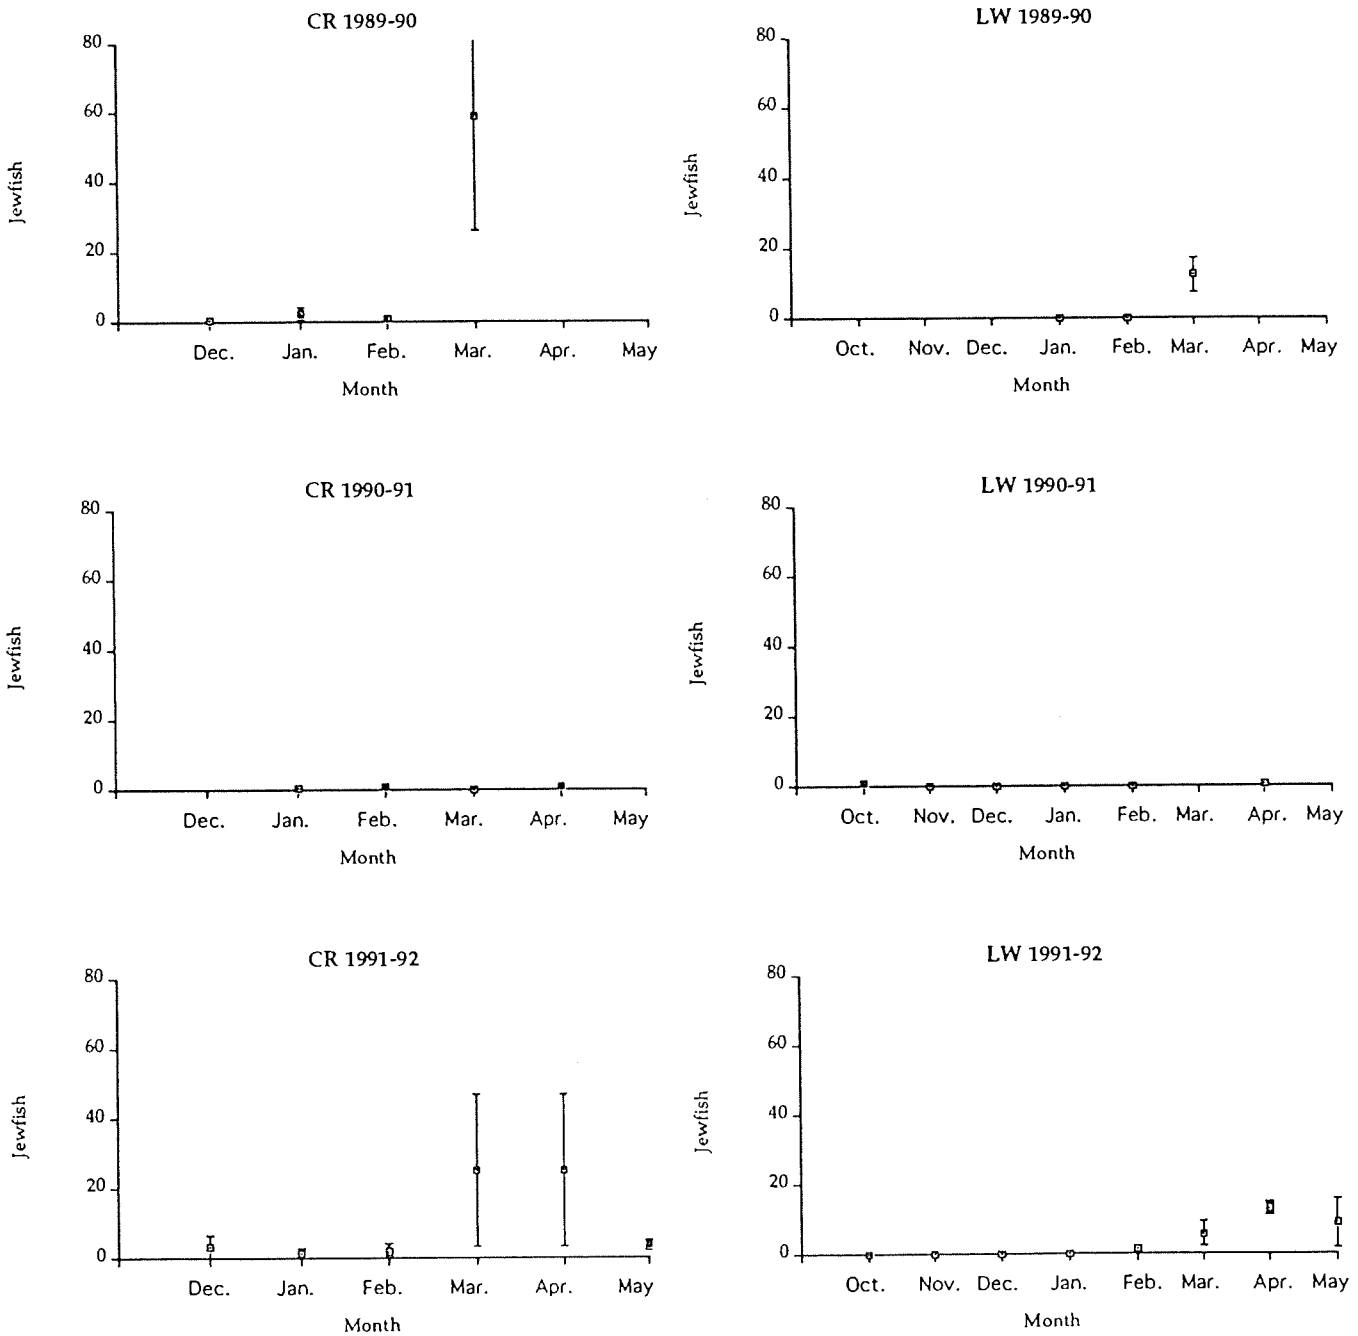 CR 1989-90
80
60
40
20
0
Jewfish
Dec. Jan. Feb. Mar. Apr. May
Month
LW 1989-90
80
60
40
20
0
Jewfish
Oct. Nov. Dec. Jan. Feb. Mar. Apr. May
Month
CR 1990-91
80
60
40
20
0
Jewfish
Dec. Jan. Feb. Mar. Apr. May
Month
LW 1990-91
80
60
40
20
0
Jewfish
Oct. Nov. Dec. Jan. Feb. Mar. Apr. May
Month
CR 1991-92
80
60
40
20
0
Jewfish
Dec. Jan. Feb. Mar. Apr. May
Month
LW 1991-92
80
60
40
20
0
Jewfish
Oct. Nov. Dec. Jan. Feb. Mar. Apr. May
Month